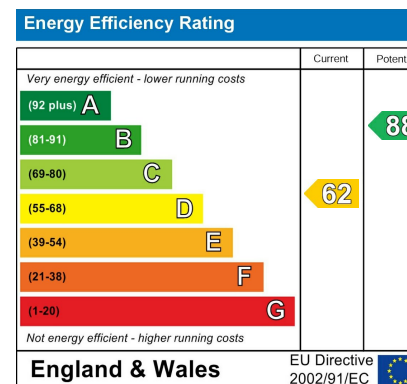 Energy Efficiency Rating
Current Potent
Very energy efficient - lower running costs
(92 plus) A
(81-91) B
88
(69-80) C
(55-68) D
62
(39-54) E
(21-38) F
(1-20) G
Not energy efficient - higher running costs
England & Wales
EU Directive
2002/91/EC